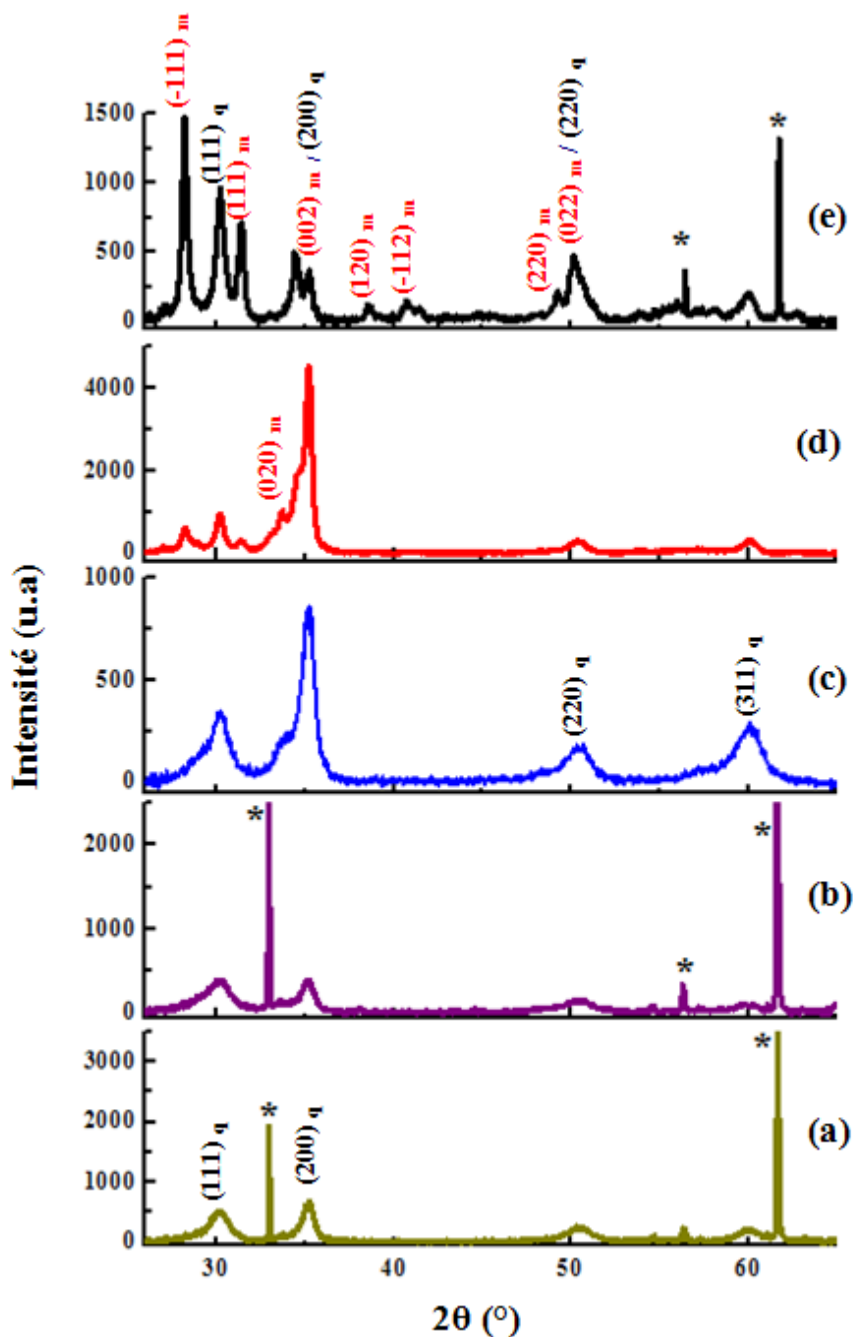 (-111) m
(111) q
(111) m
(002) m / (200) q
(120) m
(-112) m
(220) m
(022) m / (220) q
*
*
(e)
1500
1000
500
0
(020) m
(d)
4000
2000
0
(220) q
(311) q
(c)
1000
500
0
*
*
*
(b)
2000
1000
0
(111) q
*
(200) q
*
(a)
3000
2000
1000
0
30
40
50
60
2θ (°)
Intensité (u.a)